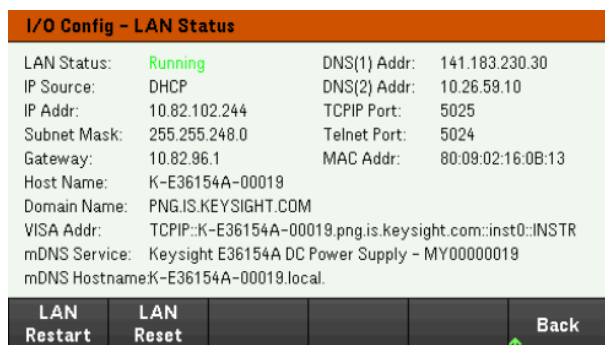 I/O Config - LAN Status
LAN Status: Running DNS(1) Addr: 141.183.230.30
IP Source: DHCP DNS(2) Addr: 10.26.59.10
IP Addr: 10.82.102.244 TCPIP Port: 5025
Subnet Mask: 255.255.248.0 Telnet Port: 5024
Gateway: 10.82.96.1 MAC Addr: 80:09:02:16:0B:13
Host Name: K-E36154A-00019
Domain Name: PNG.IS.KEYSIGHT.COM
VISA Addr: TCPIP::K-E36154A-00019.png.is.keysight.com::inst0::INSTR
mDNS Service: Keysight E36154A DC Power Supply - MY00000019
mDNS Hostname:K-E36154A-00019.local.
LAN Restart LAN Reset Back